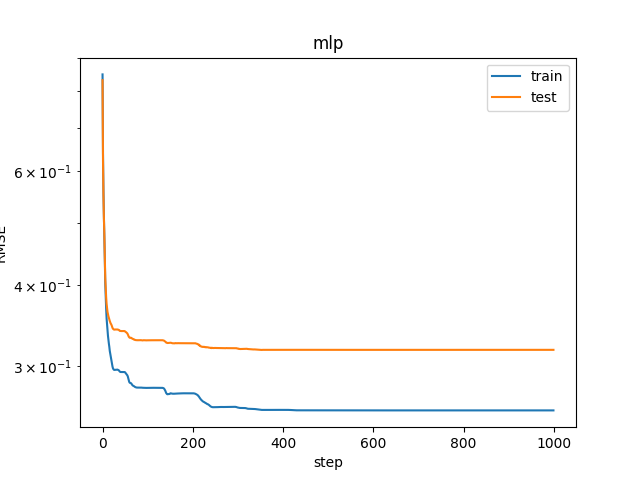 mlp
train
test
6 × 10⁻¹
4 × 10⁻¹
3 × 10⁻¹
RMSE
0 200 400 600 800 1000
step